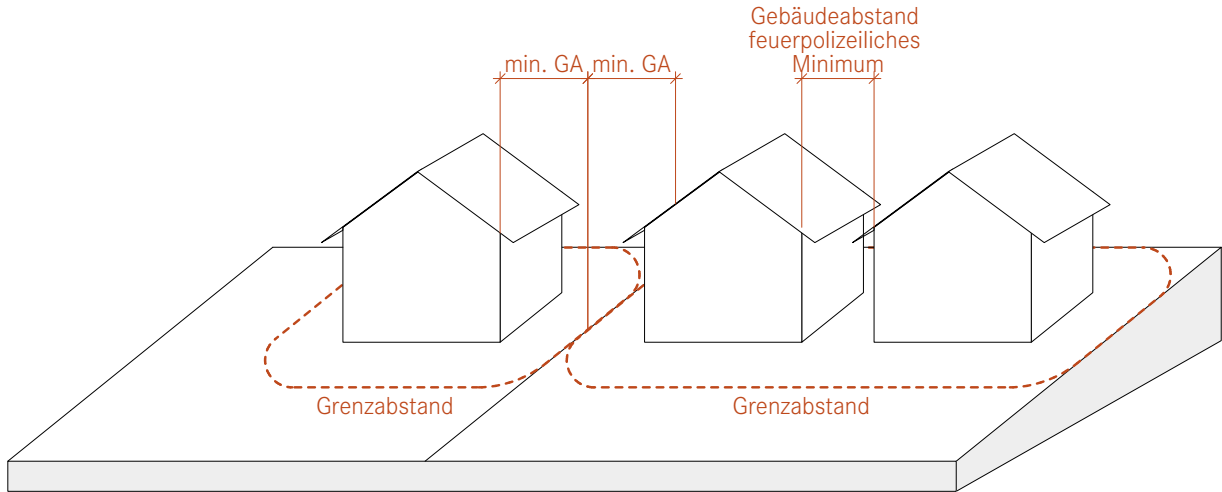 Gebäudeabstand
feuerpolizeiliches
Minimum
min. GA
min. GA
Grenzabstand
Grenzabstand